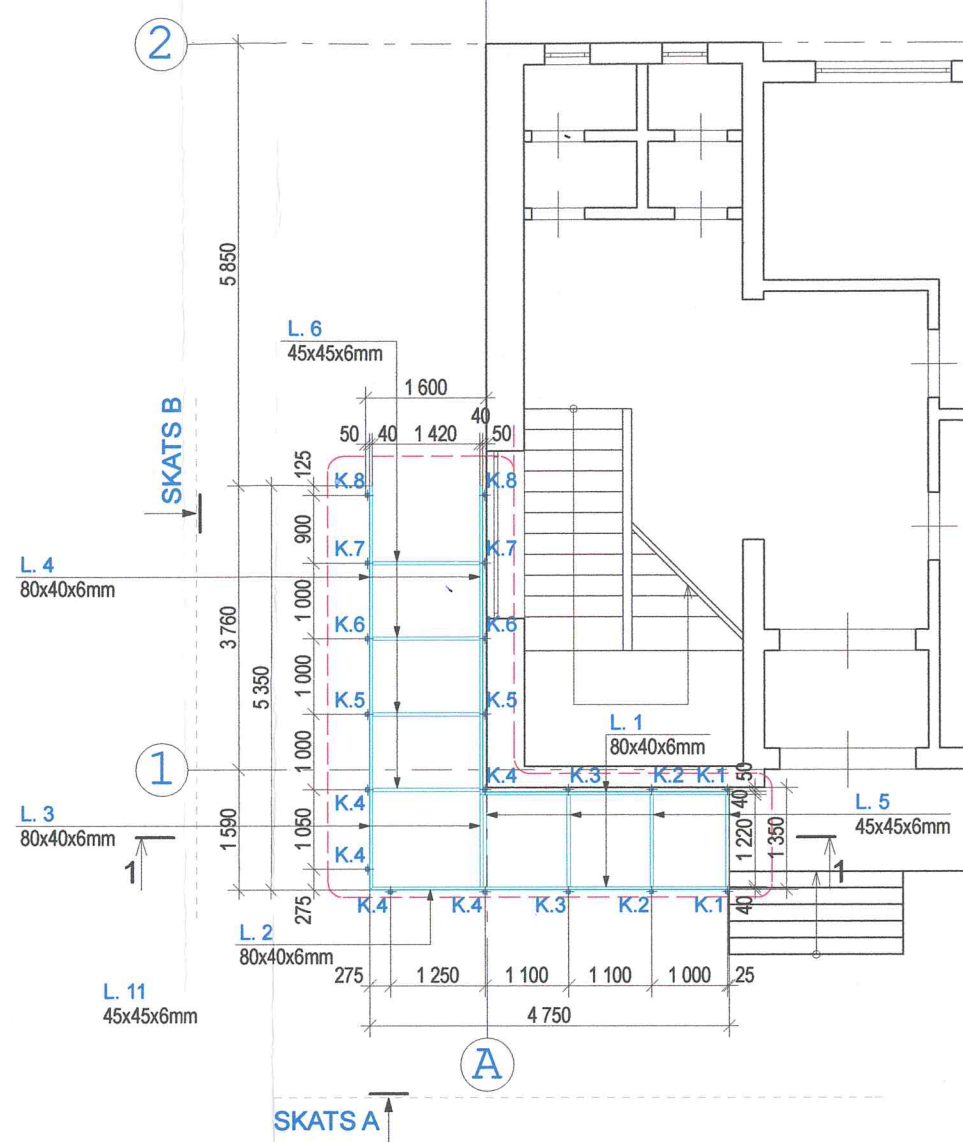 2
5 850
L. 6
45x45x6mm
1 600
40
50 40 1 420 50
SKATS B
125
K.8 K.8
900
K.7 K.7
L. 4
80x40x6mm
1 000
3 760
K.6 K.6
5 350
1 000
K.5 K.5
L. 1
80x40x6mm
1
1 000
K.4 K.3 K.2 K.1
50
K.4
40
L. 3
80x40x6mm
L. 5
45x45x6mm
1 590
1 050
1 220
1 350
1 1
K.4
275
K.4 K.4 K.3 K.2 K.1
40
L. 2
80x40x6mm
275 1 250 1 100 1 100 1 000 25
L. 11
45x45x6mm
4 750
A
SKATS A